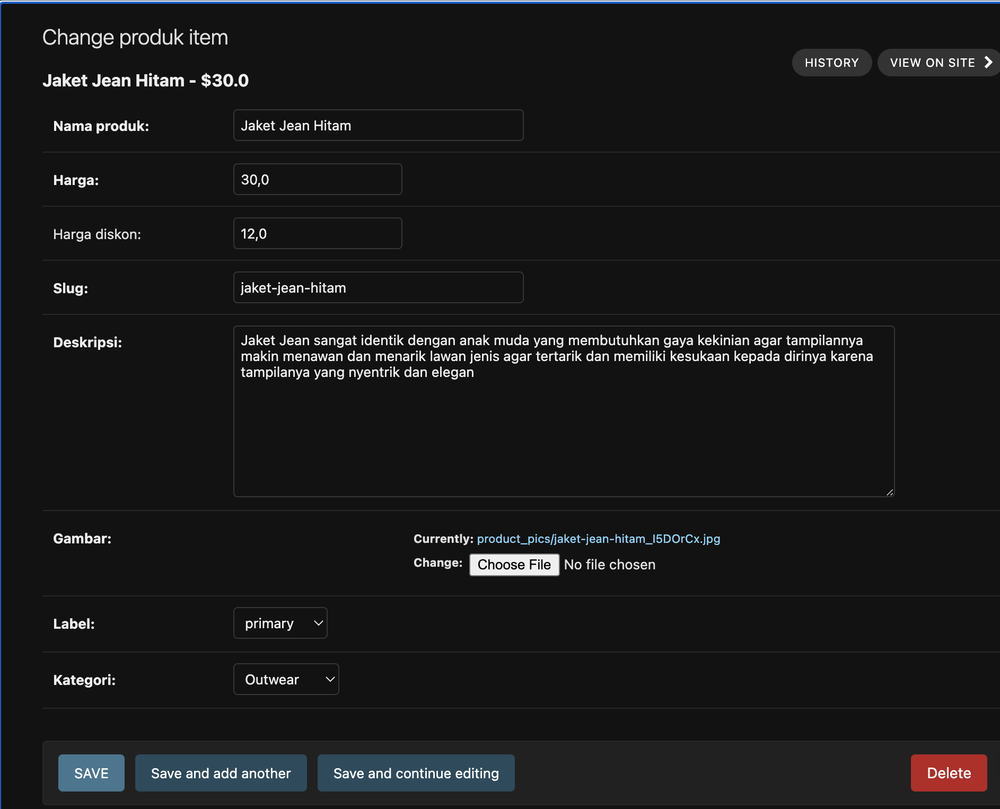 Change produk item
HISTORY
VIEW ON SITE
Jaket Jean Hitam - $30.0
Nama produk:
Jaket Jean Hitam
Harga:
30,0
Harga diskon:
12,0
Slug:
jaket-jean-hitam
Deskripsi:
Jaket Jean sangat identik dengan anak muda yang membutuhkan gaya kekinian agar tampilannya
makin menawan dan menarik lawan jenis agar tertarik dan memiliki kesukaan kepada dirinya karena
tampilanya yang nyentrik dan elegan
Gambar:
Currently: product_pics/jaket-jean-hitam_I5DOrCx.jpg
Change: Choose File No file chosen
Label:
primary
Kategori:
Outwear
SAVE
Save and add another
Save and continue editing
Delete